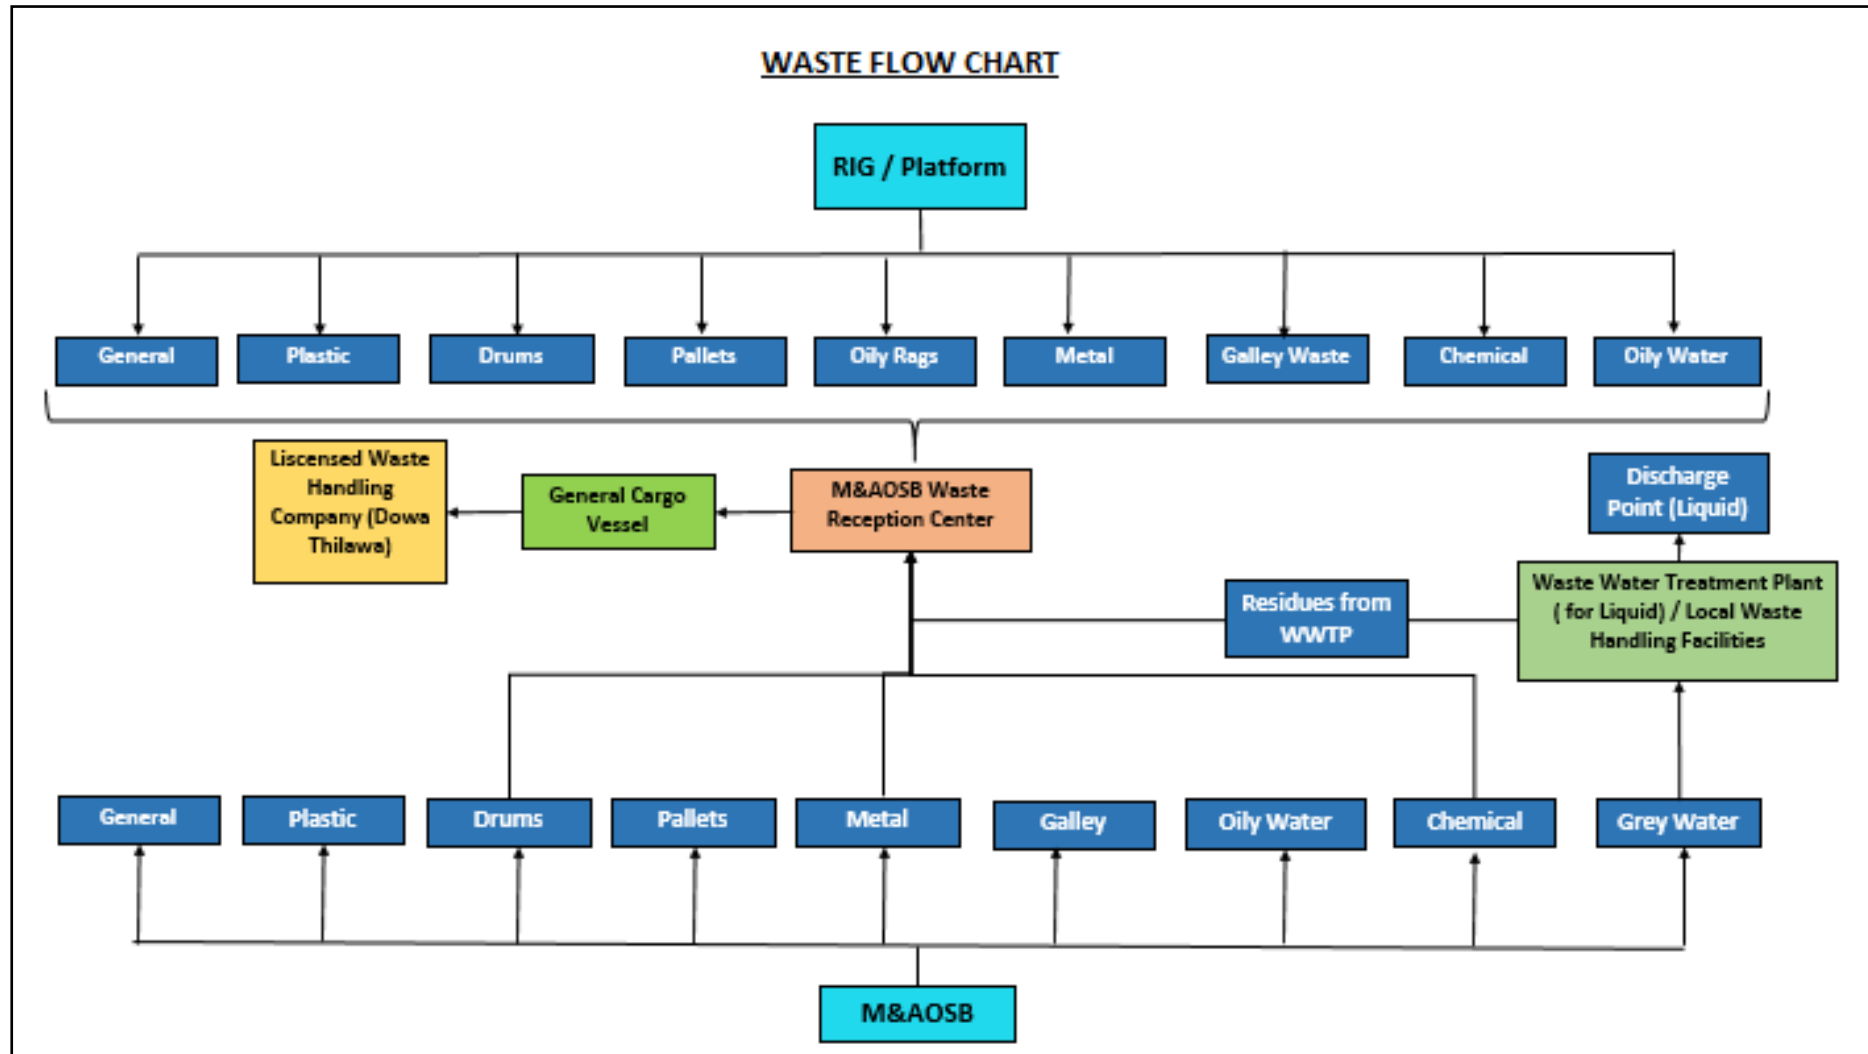 WASTE FLOW CHART
RIG / Platform
General
Plastic
Drums
Pallets
Oily Rags
Metal
Galley Waste
Chemical
Oily Water
Liscensed Waste
Handling
Company (Dowa
Thilawa)
General Cargo
Vessel
M&AOSB Waste
Reception Center
Discharge
Point (Liquid)
Residues from
WWTP
Waste Water Treatment Plant
( for Liquid) / Local Waste
Handling Facilities
General
Plastic
Drums
Pallets
Metal
Galley
Oily Water
Chemical
Grey Water
M&AOSB